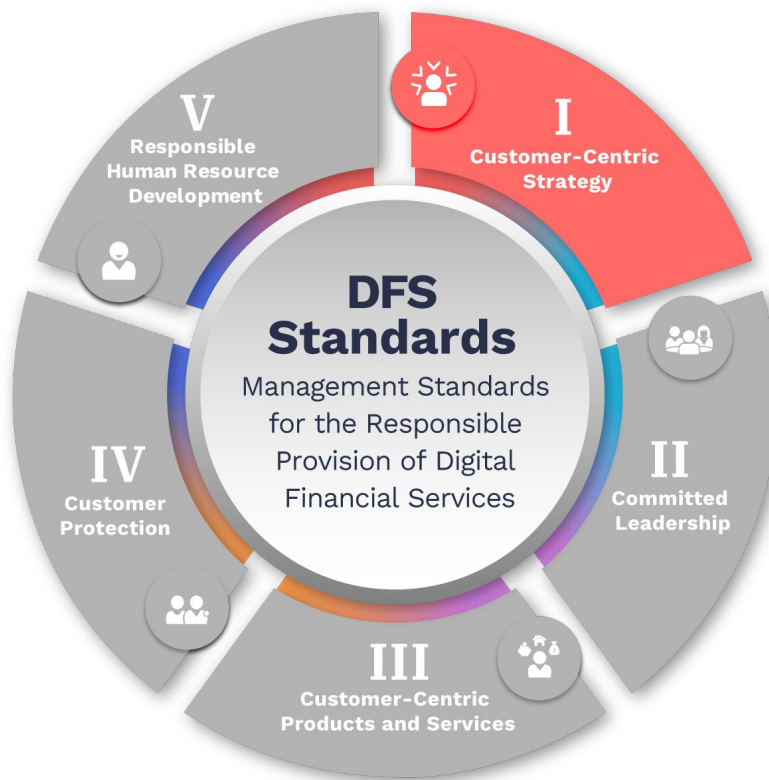 DFS
Standards
Management Standards
for the Responsible
Provision of Digital
Financial Services
I
Customer-Centric
Strategy
II
Committed
Leadership
III
Customer-Centric
Products and Services
IV
Customer
Protection
V
Responsible
Human Resource
Development